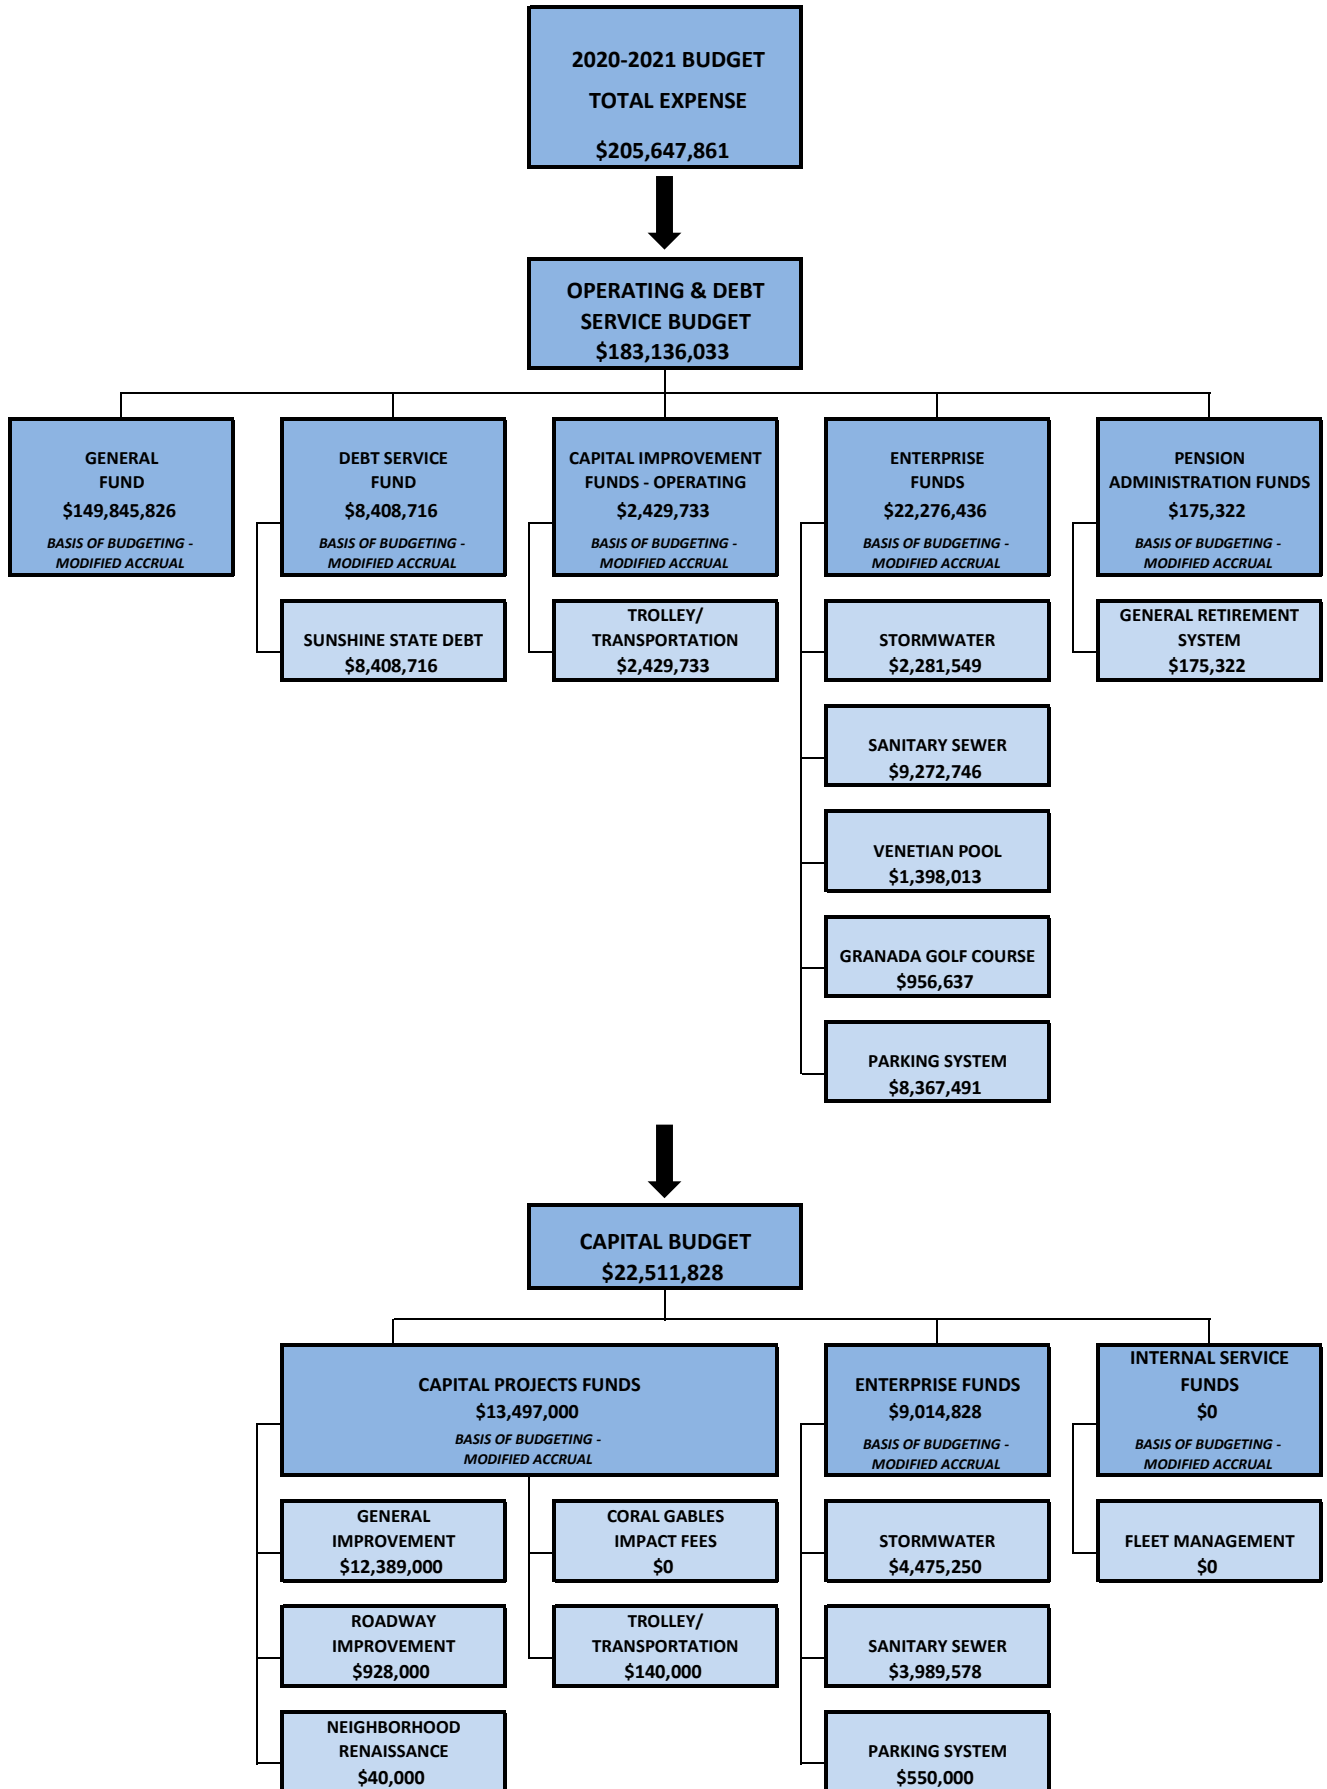 2020-2021 BUDGET
TOTAL EXPENSE
$205,647,861
OPERATING & DEBT
SERVICE BUDGET
$183,136,033
GENERAL
FUND
$149,845,826
BASIS OF BUDGETING -
MODIFIED ACCRUAL
DEBT SERVICE
FUND
$8,408,716
BASIS OF BUDGETING -
MODIFIED ACCRUAL
SUNSHINE STATE DEBT
$8,408,716
CAPITAL IMPROVEMENT
FUNDS - OPERATING
$2,429,733
BASIS OF BUDGETING -
MODIFIED ACCRUAL
TROLLEY/
TRANSPORTATION
$2,429,733
ENTERPRISE
FUNDS
$22,276,436
BASIS OF BUDGETING -
MODIFIED ACCRUAL
STORMWATER
$2,281,549
SANITARY SEWER
$9,272,746
VENETIAN POOL
$1,398,013
GRANADA GOLF COURSE
$956,637
PARKING SYSTEM
$8,367,491
PENSION
ADMINISTRATION FUNDS
$175,322
BASIS OF BUDGETING -
MODIFIED ACCRUAL
GENERAL RETIREMENT
SYSTEM
$175,322
CAPITAL BUDGET
$22,511,828
CAPITAL PROJECTS FUNDS
$13,497,000
BASIS OF BUDGETING -
MODIFIED ACCRUAL
GENERAL
IMPROVEMENT
$12,389,000
ROADWAY
IMPROVEMENT
$928,000
NEIGHBORHOOD
RENAISSANCE
$40,000
CORAL GABLES
IMPACT FEES
$0
TROLLEY/
TRANSPORTATION
$140,000
ENTERPRISE FUNDS
$9,014,828
BASIS OF BUDGETING -
MODIFIED ACCRUAL
STORMWATER
$4,475,250
SANITARY SEWER
$3,989,578
PARKING SYSTEM
$550,000
INTERNAL SERVICE
FUNDS
$0
BASIS OF BUDGETING -
MODIFIED ACCRUAL
FLEET MANAGEMENT
$0